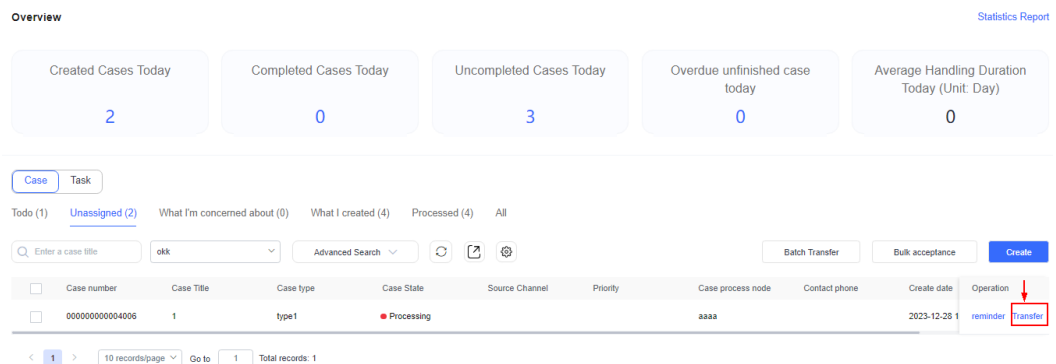 Overview
Statistics Report
Created Cases Today
Completed Cases Today
Uncompleted Cases Today
Overdue unfinished case
today
Average Handling Duration
Today (Unit: Day)
2
0
3
0
0
Case
Task
Todo (1)
Unassigned (2)
What I'm concerned about (0)
What I created (4)
Processed (4)
All
Enter a case title
okk
Advanced Search
Batch Transfer
Bulk acceptance
Create
Case number
Case Title
Case type
Case State
Source Channel
Priority
Case process node
Contact phone
Create date
Operation
000000000004006
1
type1
Processing
aaaa
2023-12-28 1
reminder
Transfer
1
10 records/page
Go to
1
Total records: 1